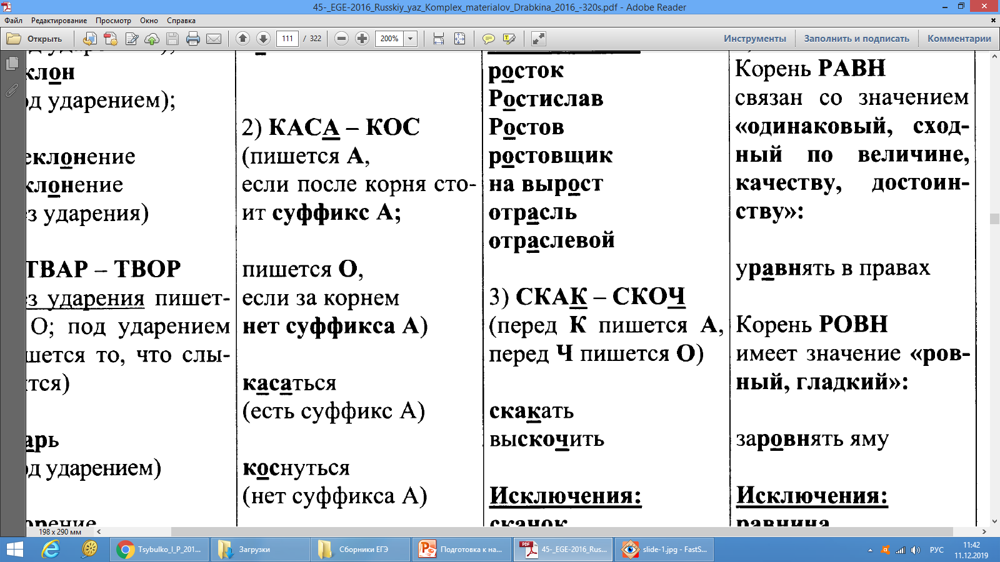 45-_EGE-2016_Russkiy_yaz_Komplex_materialov_Drabkina_2016_-320s.pdf - Adobe Reader
Файл Редактирование Просмотр Окно Справка
Открыть 111 / 322 200% Инструменты Заполнить и подписать Комментарии
клон
од ударением);
еклонение
клонение
ез ударения)
ТВАР – ТВОР
ез ударения пишет-
О; под ударением
шется то, что слы-
ится)
арь
од ударением)
орение
2) КАСА – КОС
(пишется А,
если после корня сто-
ит суффикс А;
пишется О,
если за корнем
нет суффикса А)
касаться
(есть суффикс А)
коснуться
(нет суффикса А)
росток
Ростислав
Ростов
ростовщик
на вырост
отрасль
отраслевой
3) СКАК – СКОЧ
(перед К пишется А,
перед Ч пишется О)
скакать
выскочить
Исключения:
скачок
Корень РАВН
связан со значением
«одинаковый, сход-
ный по величине,
качеству, достоин-
ству»:
уравнять в правах
Корень РОВН
имеет значение «ров-
ный, гладкий»:
заровнять яму
Исключения:
равнина
198 x 290 мм
Tsybulko_I_P_201... Загрузки Сборники ЕГЭ Подготовка к на... 45-_EGE-2016_Rus... slide-1.jpg - FastS... РУС 11:42
11.12.2019